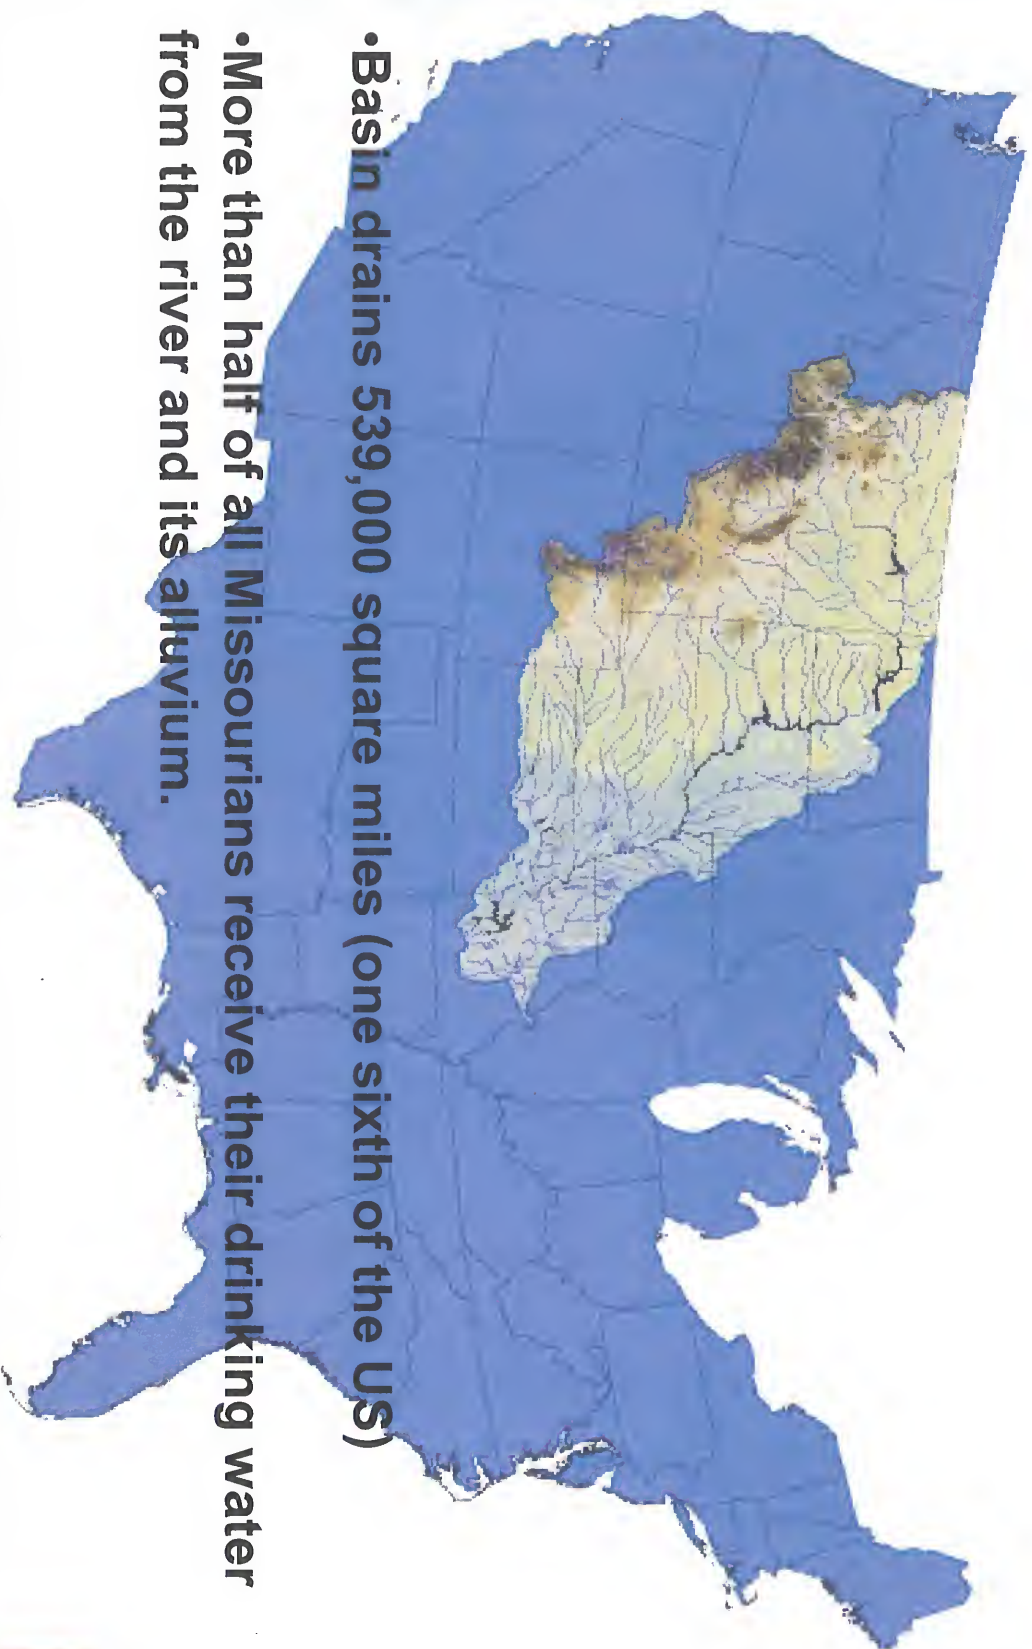 •Basin drains 539,000 square miles (one sixth of the US)
•More than half of all Missourians receive their drinking water
from the river and its alluvium.